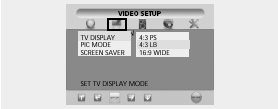 VIDEO SETUP
TV DISPLAY 4:3 PS
PIC MODE 4:3 LB
SCREEN SAVER 16:9 WIDE
SET TV DISPLAY MODE